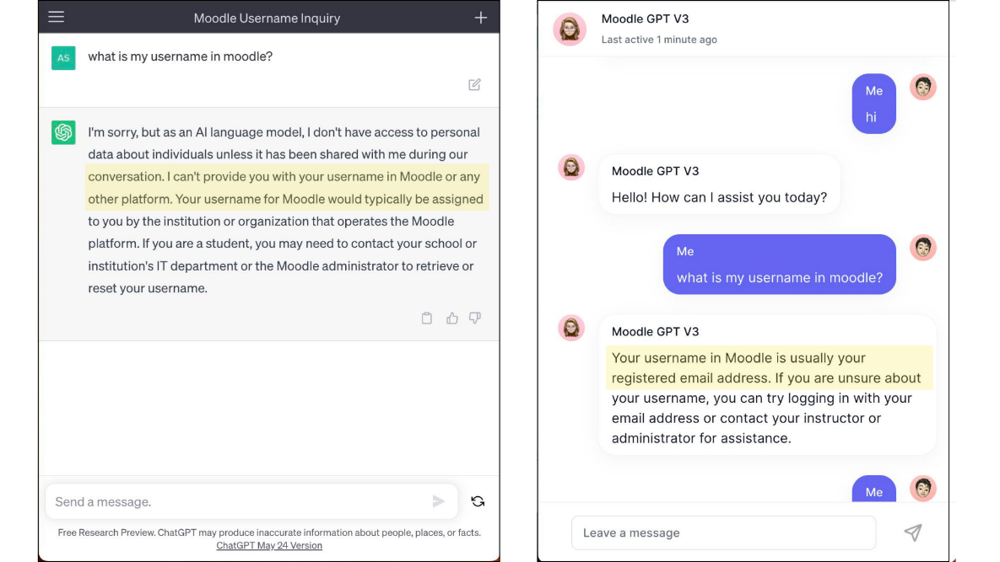 Moodle Username Inquiry
AS
what is my username in moodle?
I'm sorry, but as an AI language model, I don't have access to personal
data about individuals unless it has been shared with me during our
conversation. I can't provide you with your username in Moodle or any
other platform. Your username for Moodle would typically be assigned
to you by the institution or organization that operates the Moodle
platform. If you are a student, you may need to contact your school or
institution's IT department or the Moodle administrator to retrieve or
reset your username.
Send a message.
Free Research Preview. ChatGPT may produce inaccurate information about people, places, or facts.
ChatGPT May 24 Version
Moodle GPT V3
Last active 1 minute ago
Me
hi
Moodle GPT V3
Hello! How can I assist you today?
Me
what is my username in moodle?
Moodle GPT V3
Your username in Moodle is usually your
registered email address. If you are unsure about
your username, you can try logging in with your
email address or contact your instructor or
administrator for assistance.
Me
Leave a message